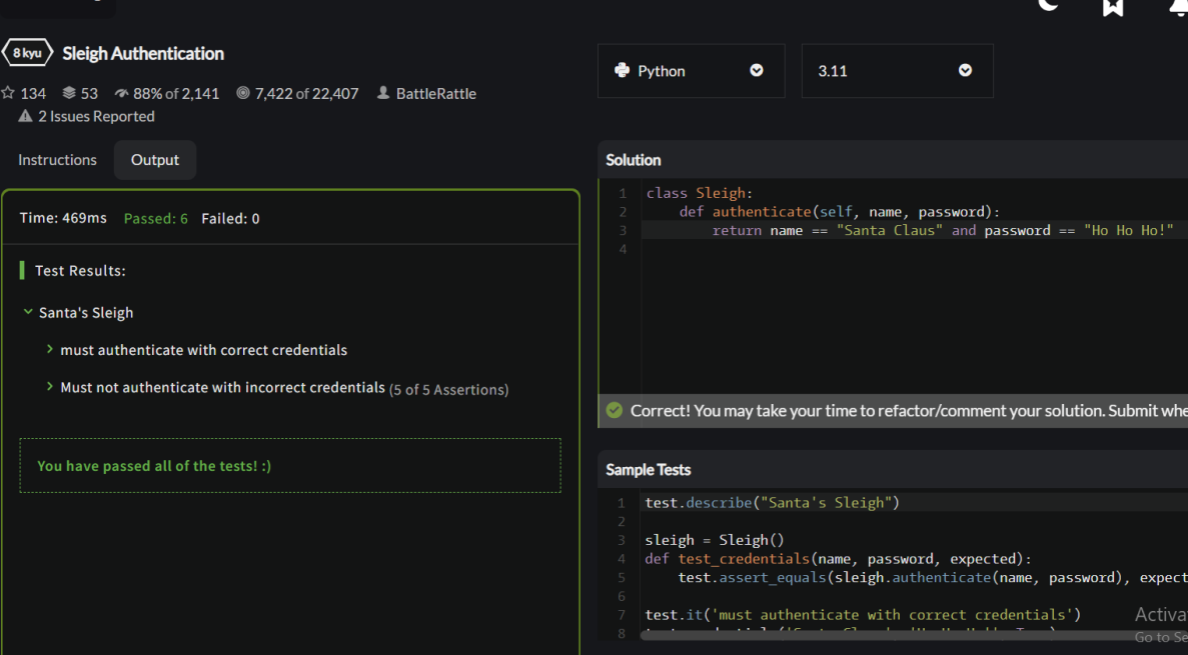 8 kyu Sleigh Authentication
134 53 88% of 2,141 7,422 of 22,407 BattleRattle
2 Issues Reported
Instructions Output
Time: 469ms Passed: 6 Failed: 0
Test Results:
Santa's Sleigh
must authenticate with correct credentials
Must not authenticate with incorrect credentials (5 of 5 Assertions)
You have passed all of the tests! :)
Python 3.11
Solution
1 class Sleigh:
2 def authenticate(self, name, password):
3 return name == "Santa Claus" and password == "Ho Ho Ho!"
4
Correct! You may take your time to refactor/comment your solution. Submit whe
Sample Tests
1 test.describe("Santa's Sleigh")
2
3 sleigh = Sleigh()
4 def test_credentials(name, password, expected):
5 test.assert_equals(sleigh.authenticate(name, password), expect
6
7 test.it('must authenticate with correct credentials')
8
Activa
Go to Se